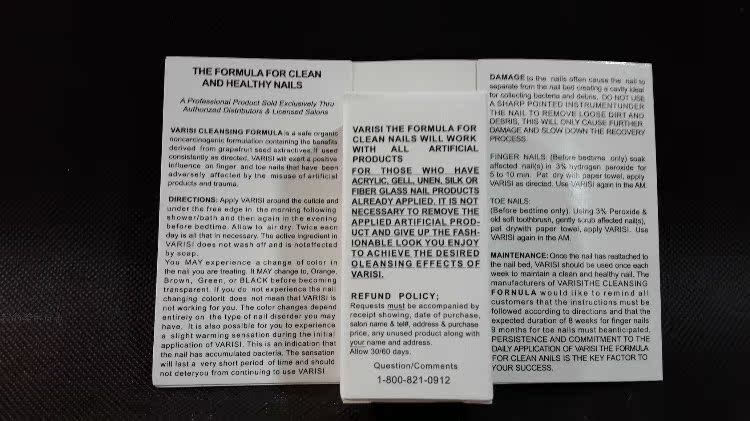 THE FORMULA FOR CLEAN
AND HEALTHY NAILS
A Professional Product Sold Exclusively Thru
Authorized Distributors & Licensed Salons
VARISI CLEANSING FORMULA is a safe organic
noncarcinogenic formulation containing the benefits
derived from grapefruit seed extractives. If used
consistently as directed, VARISI will exert a positive
influence on finger and toe nails that have been
adversely affected by the misuse of artificial
products and trauma.
DIRECTIONS: Apply VARISI around the cuticle and
under the free edge in the morning following
shower/bath and then again in the evening
before bedtime. Allow to air dry. Twice each
day is all that in necessary. The active ingredient in
VARISI does not wash off and is notaffected
by soap.
You MAY experience a change of color in
the nail you are treating. It MAY change to, Orange,
Brown, Green, or BLACK before becoming
transparent. If you do not experience the nail
changing colorit does not mean that VARISI is
not working for you. The color changes depend
entirely on the type of nail disorder you may
have. It is also possible for you to experience
a slight warming sensation during the initial
application of VARISI. This is an indication that
the nail has accumulated bacteria. The sensation
will last a very short period of time and should
not deteryou from continuing to use VARISI.
VARISI THE FORMULA FOR
CLEAN NAILS WILL WORK
WITH ALL ARTIFICIAL
PRODUCTS
FOR THOSE WHO HAVE
ACRYLIC, GELL, UNEN, SILK OR
FIBER GLASS NAIL PRODUCTS
ALREADY APPLIED. IT IS NOT
NECESSARY TO REMOVE THE
APPLIED ARTIFICAL PROD-
UCT AND GIVE UP THE FASH-
IONABLE LOOK YOU ENJOY
TO ACHIEVE THE DESIRED
OLEANSING EFFECTS OF
VARISI.
REFUND POLICY;
Requests must be accompanied by
receipt showing, date of purchase,
salon name & tel#, address & purchase
price, any unused product along with
your name and address.
Allow 30/60 days.
Question/Comments
1-800-821-0912
DAMAGE to the nails often cause the nail to
separate from the nail bed creating a cavity ideal
for collecting bacteria and debris. DO NOT USE
A SHARP POINTED INSTRUMENTUNDER
THE NAIL TO REMOVE LOOSE DIRT AND
DEBRIS, THIS WILL ONLY CAUSE FURTHER
DAMAGE AND SLOW DOWN THE RECOVERY
PROCESS.
FINGER NAILS: (Before bedtime only) soak
affected nail(s) in 3% hydrogen peroxide for
5 to 10 min. Pat dry with paper towel, apply
VARISI as directed. Use VARISI again in the AM.
TOE NAILS:
(Before bedtime only). Using 3% Peroxide &
old soft toothbrush, gently scrub affected nail(s),
pat drywith paper towel, apply VARISI. Use
VARISI again in the AM.
MAINTENANCE: Once the nail has reattached to
the nail bed, VARISI should be used once each
week to maintain a clean and healthy nail. The
manufacturers of VARISITHE CLEANSING
FORMULA would like to remind all
customers that the instructions must be
followed according to directions and that the
expected duration of 8 weeks for finger nails
9 months for toe nails must beanticipated.
PERSISTENCE AND COMMITMENT TO THE
DAILY APPLICATION OF VARISI THE FORMULA
FOR CLEAN ANILS IS THE KEY FACTOR TO
YOUR SUCCESS.